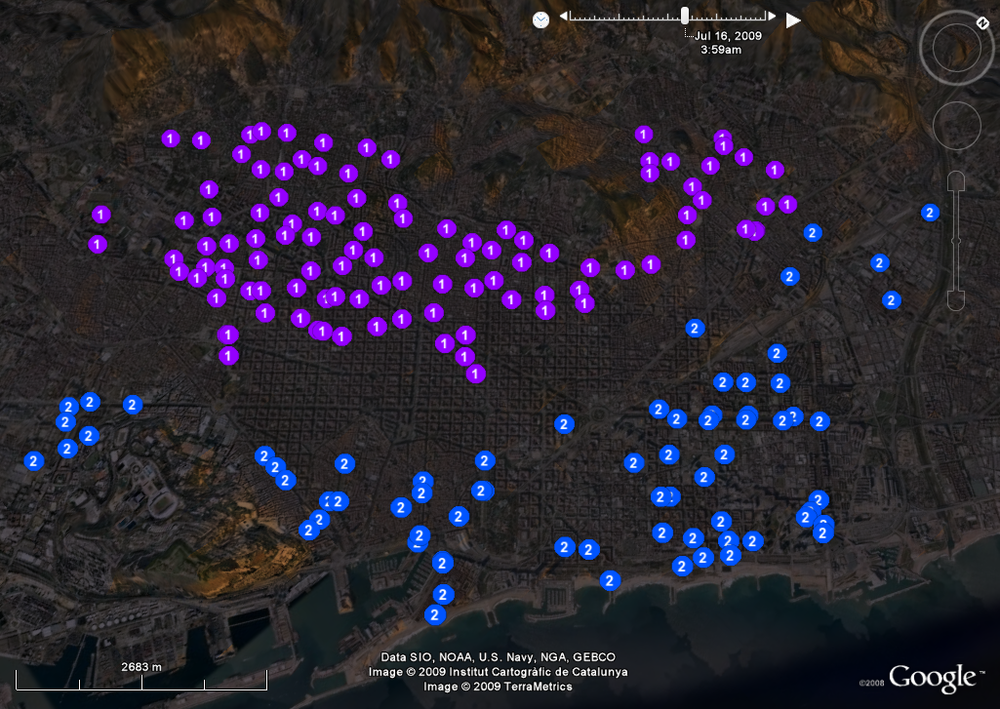 Jul 16, 2009
3:59am
2683 m
Data SIO, NOAA, U.S. Navy, NGA, GEBCO
Image © 2009 Institut Cartogràfic de Catalunya
Image © 2009 TerraMetrics
©2008 Google™